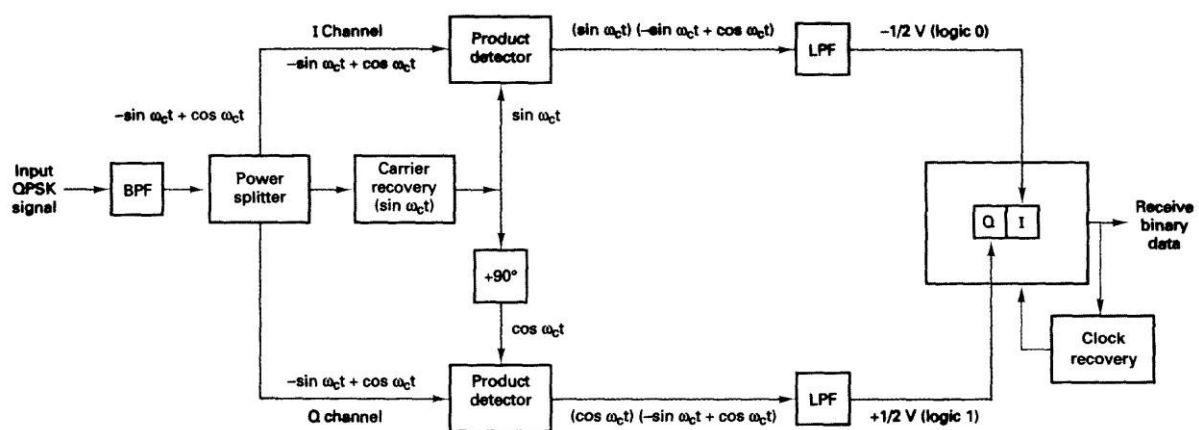 I Channel
−sin ωct + cos ωct
Product
detector
(sin ωct) (−sin ωct + cos ωct)
LPF
−1/2 V (logic 0)
−sin ωct + cos ωct
sin ωct
Input
QPSK
signal
BPF
Power
splitter
Carrier
recovery
(sin ωct)
Q I
Receive
binary
data
+90°
cos ωct
Clock
recovery
−sin ωct + cos ωct
Q channel
Product
detector
(cos ωct) (−sin ωct + cos ωct)
LPF
+1/2 V (logic 1)